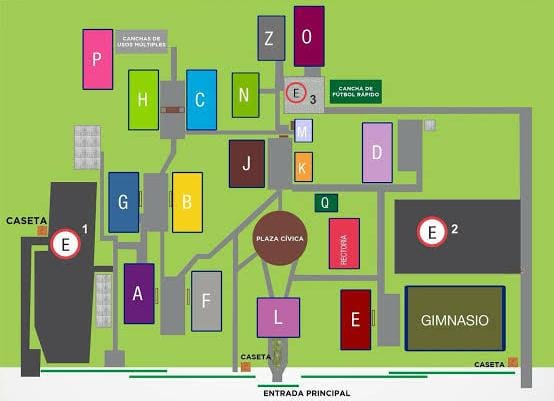 Z
O
CANCHAS DE
USOS MÚLTIPLES
P
H
C
N
E 3
CANCHA DE
FÚTBOL RÁPIDO
M
J
K
D
G
B
Q
CASETA
E 1
PLAZA CÍVICA
RECTORIA
E 2
A
F
L
E
GIMNASIO
CASETA
CASETA
ENTRADA PRINCIPAL